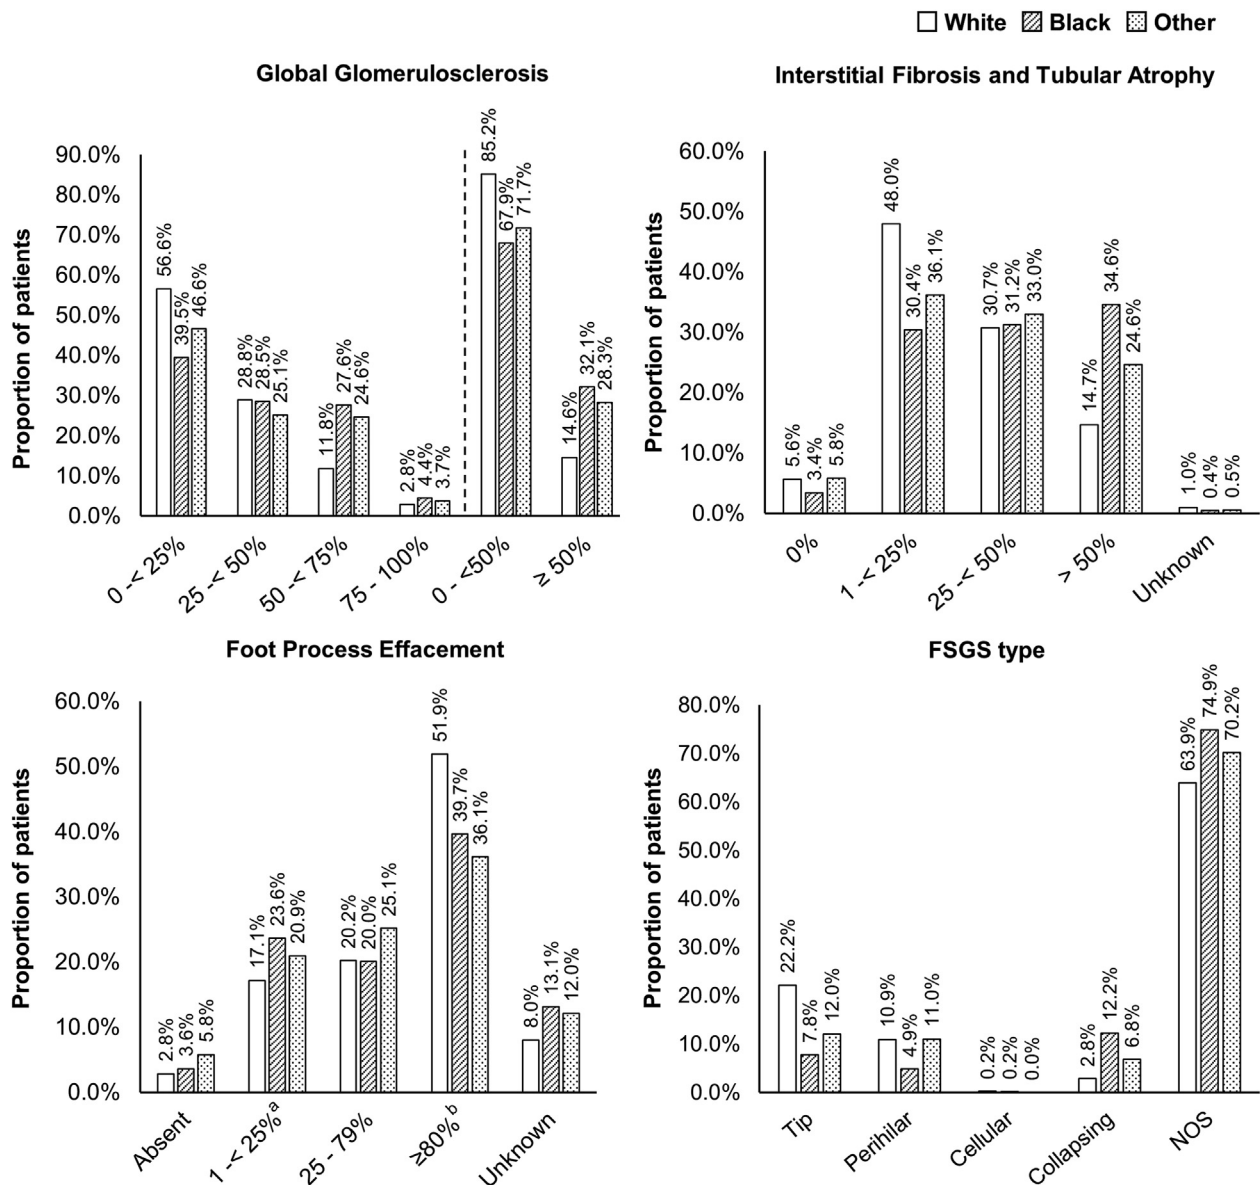 White Black Other
Global Glomerulosclerosis
Proportion of patients
90.0%
80.0%
70.0%
60.0%
50.0%
40.0%
30.0%
20.0%
10.0%
0.0%
56.6% 39.5% 46.6%
28.8% 28.5% 25.1%
11.8% 27.6% 24.6%
2.8% 4.4% 3.7%
85.2% 67.9% 71.7%
14.6% 32.1% 28.3%
0 -< 25% 25 -< 50% 50 -< 75% 75 - 100% 0 - <50% ≥ 50%
Interstitial Fibrosis and Tubular Atrophy
Proportion of patients
60.0%
50.0%
40.0%
30.0%
20.0%
10.0%
0.0%
5.6% 3.4% 5.8%
48.0% 30.4% 36.1%
30.7% 31.2% 33.0%
14.7% 34.6% 24.6%
1.0% 0.4% 0.5%
0% 1 -< 25% 25 -< 50% > 50% Unknown
Foot Process Effacement
Proportion of patients
60.0%
50.0%
40.0%
30.0%
20.0%
10.0%
0.0%
2.8% 3.6% 5.8%
17.1% 23.6% 20.9%
20.2% 20.0% 25.1%
51.9% 39.7% 36.1%
8.0% 13.1% 12.0%
Absent 1 -< 25%a 25 - 79% ≥80%b Unknown
FSGS type
Proportion of patients
80.0%
70.0%
60.0%
50.0%
40.0%
30.0%
20.0%
10.0%
0.0%
22.2% 7.8% 12.0%
10.9% 4.9% 11.0%
0.2% 0.2% 0.0%
2.8% 12.2% 6.8%
63.9% 74.9% 70.2%
Tip Perihilar Cellular Collapsing NOS